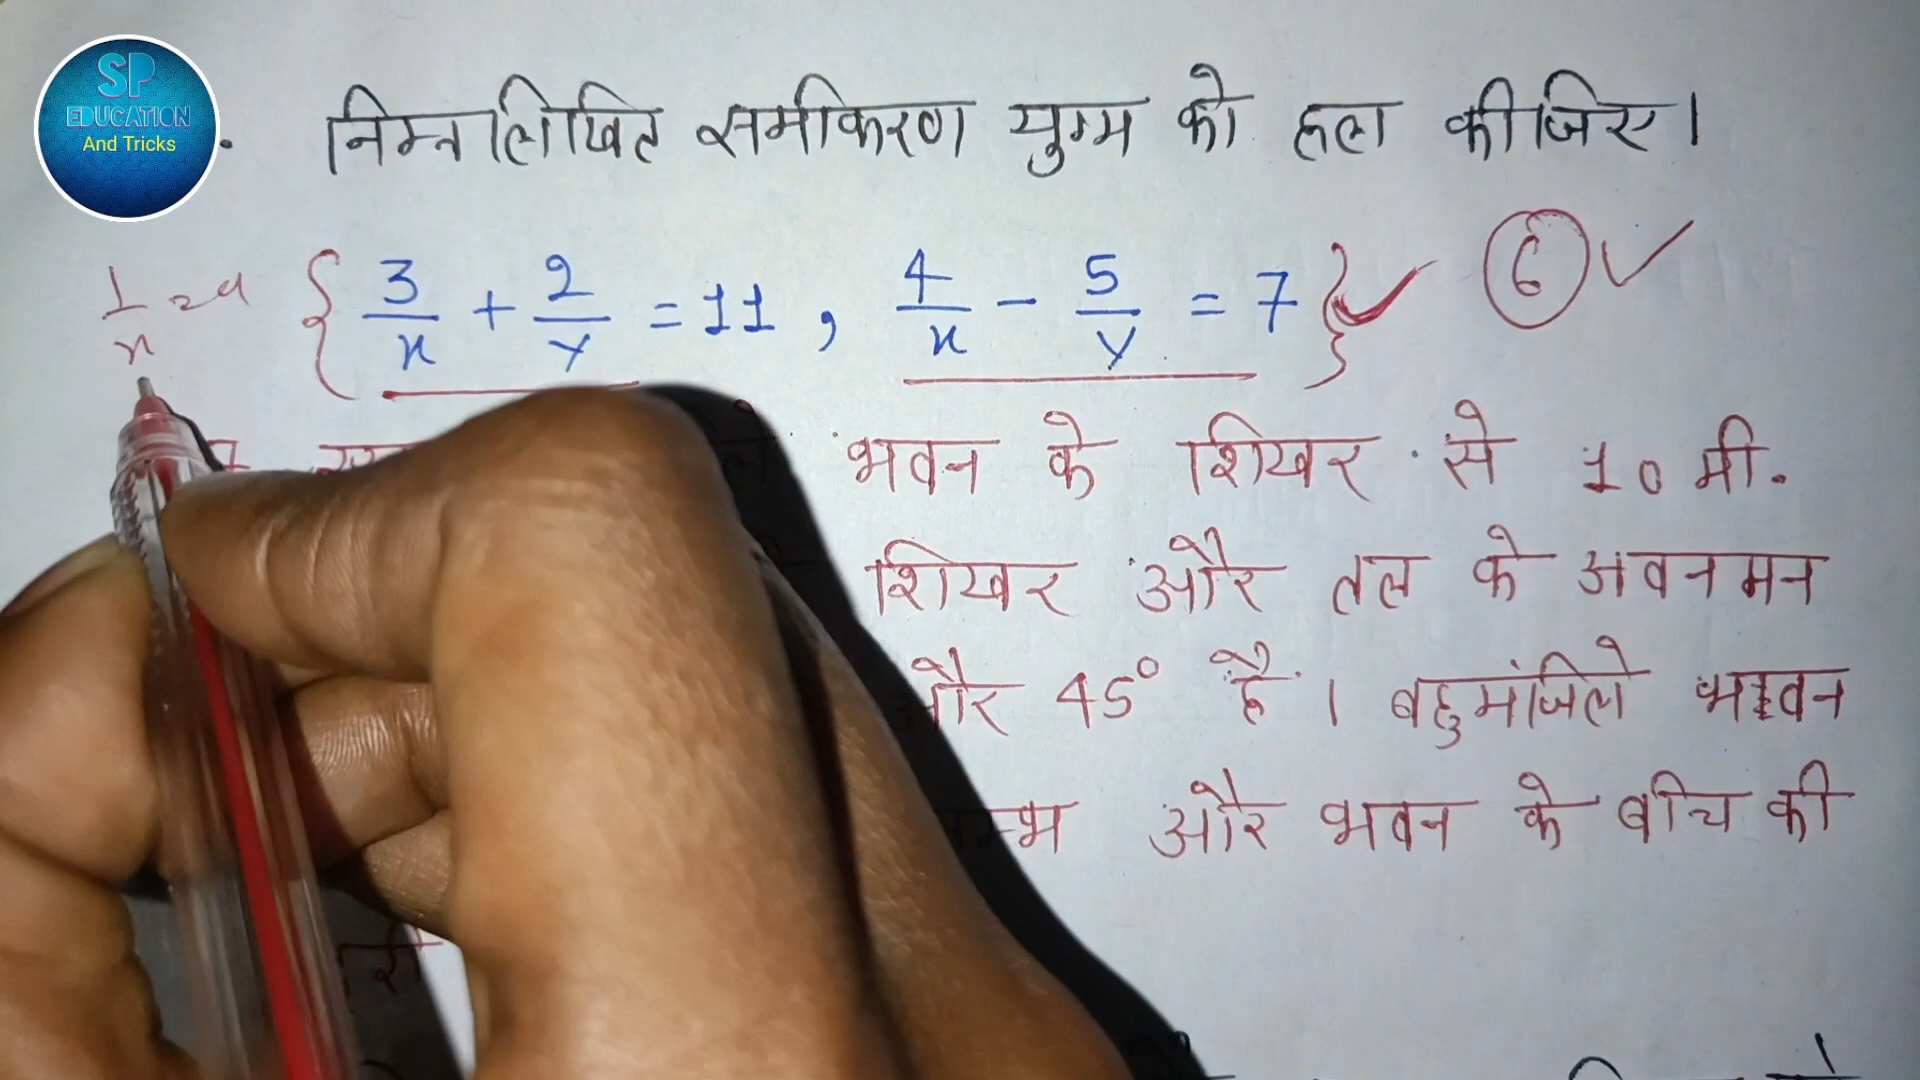 SP
EDUCATION
And Tricks
निम्नलिखित समीकरण युग्म को हल कीजिए।
1/x = u { 3/x + 2/y = 11 , 4/x - 5/y = 7 } 6
भवन के शिखर से 10 मी.
शिखर और तल के अवनमन
और 45° है । बहुमंजिले भवन
और भवन के बीच की